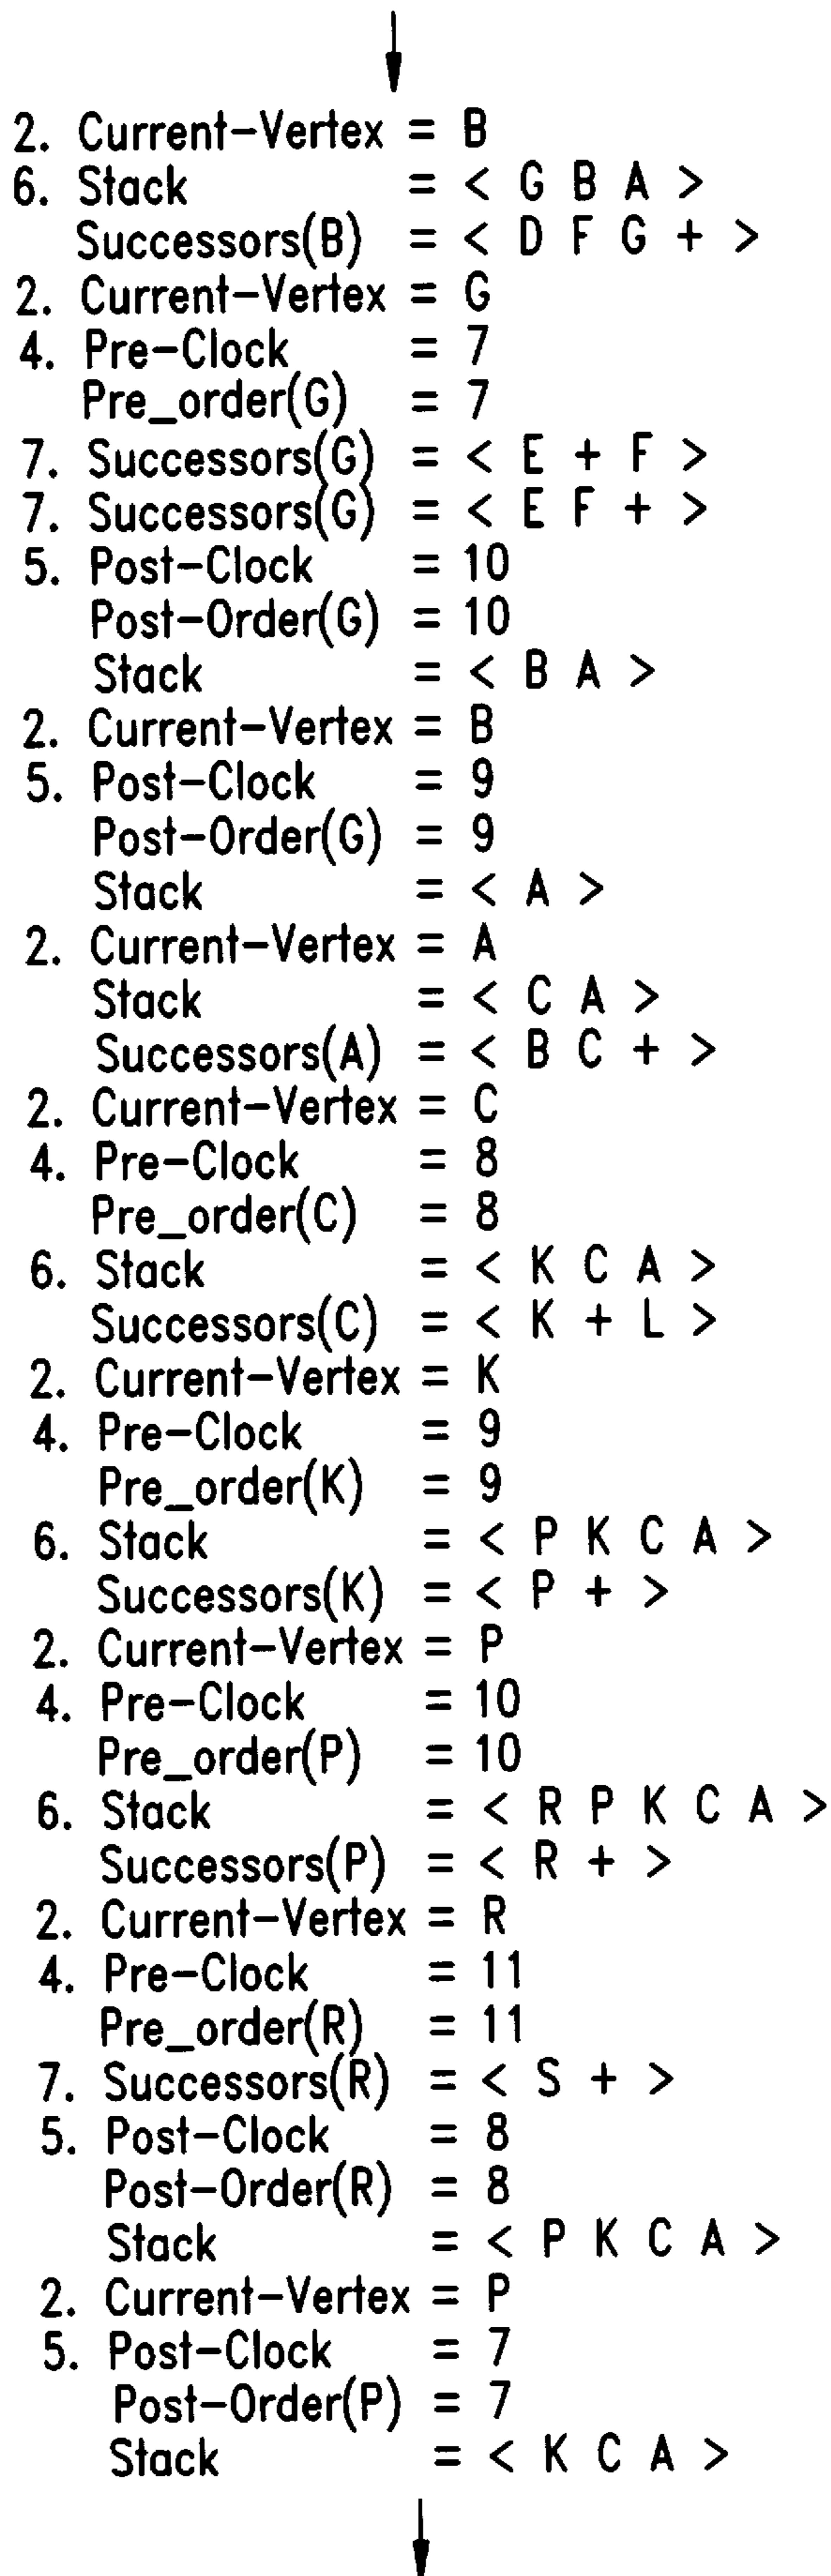 2. Current-Vertex = B
6. Stack = < G B A >
Successors(B) = < D F G + >
2. Current-Vertex = G
4. Pre-Clock = 7
Pre_order(G) = 7
7. Successors(G) = < E + F >
7. Successors(G) = < E F + >
5. Post-Clock = 10
Post-Order(G) = 10
Stack = < B A >
2. Current-Vertex = B
5. Post-Clock = 9
Post-Order(G) = 9
Stack = < A >
2. Current-Vertex = A
Stack = < C A >
Successors(A) = < B C + >
2. Current-Vertex = C
4. Pre-Clock = 8
Pre_order(C) = 8
6. Stack = < K C A >
Successors(C) = < K + L >
2. Current-Vertex = K
4. Pre-Clock = 9
Pre_order(K) = 9
6. Stack = < P K C A >
Successors(K) = < P + >
2. Current-Vertex = P
4. Pre-Clock = 10
Pre_order(P) = 10
6. Stack = < R P K C A >
Successors(P) = < R + >
2. Current-Vertex = R
4. Pre-Clock = 11
Pre_order(R) = 11
7. Successors(R) = < S + >
5. Post-Clock = 8
Post-Order(R) = 8
Stack = < P K C A >
2. Current-Vertex = P
5. Post-Clock = 7
Post-Order(P) = 7
Stack = < K C A >